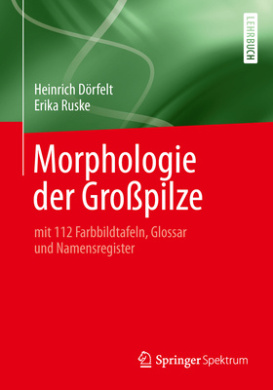 LEHRBUCH
Heinrich Dörfelt
Erika Ruske
Morphologie
der Großpilze
mit 112 Farbbildtafeln, Glossar
und Namensregister
Springer Spektrum